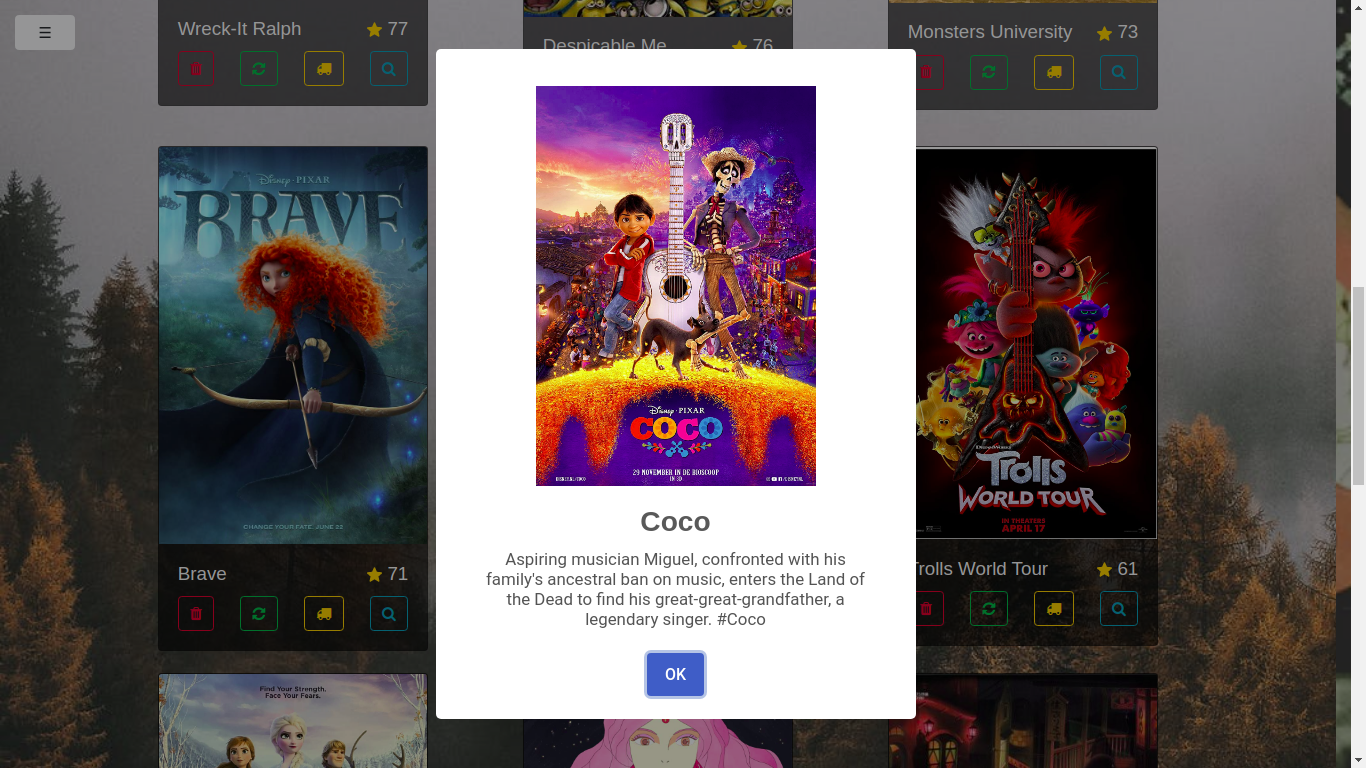 ☰
Wreck-It Ralph
77
Despicable Me
76
Monsters University
73
Disney · PIXAR
BRAVE
CHANGE YOUR FATE. JUNE 22
Brave
71
Disney · PIXAR
COCO
29 NOVEMBER IN DE BIOSCOOP
IN 3D
Coco
Aspiring musician Miguel, confronted with his
family's ancestral ban on music, enters the Land of
the Dead to find his great-great-grandfather, a
legendary singer. #Coco
OK
Trolls
WORLD TOUR
IN THEATERS
APRIL 17
Trolls World Tour
61
Find Your Strength.
Face Your Fears.